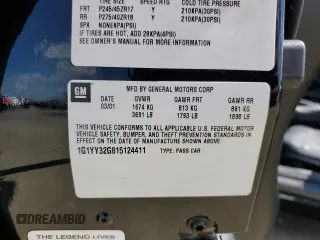 TIRE SIZE SPEED RTG COLD TIRE PRESSURE
FRT P245/45ZR17 Y 210KPA(30PSI)
RR P275/40ZR18 Y 210KPA(30PSI)
SPA NONEKPA(PSI)
IF TIRES ARE HOT, ADD 28KPA(4PSI)
SEE OWNER'S MANUAL FOR ADDITIONAL INFORMATION
GM
MFD BY GENERAL MOTORS CORP
DATE GVWR GAWR FRT GAWR RR
03/01 1674 KG 813 KG 861 KG
3691 LB 1793 LB 1898 LB
THIS VEHICLE CONFORMS TO ALL APPLICABLE U.S. FEDERAL
MOTOR VEHICLE SAFETY, BUMPER, AND THEFT PREVENTION
STANDARDS IN EFFECT ON THE DATE OF MANUFACTURE
SHOWN ABOVE.
1G1YY32G815124411 TYPE: PASS CAR
DREAMBID
THE LEGEND LIVES